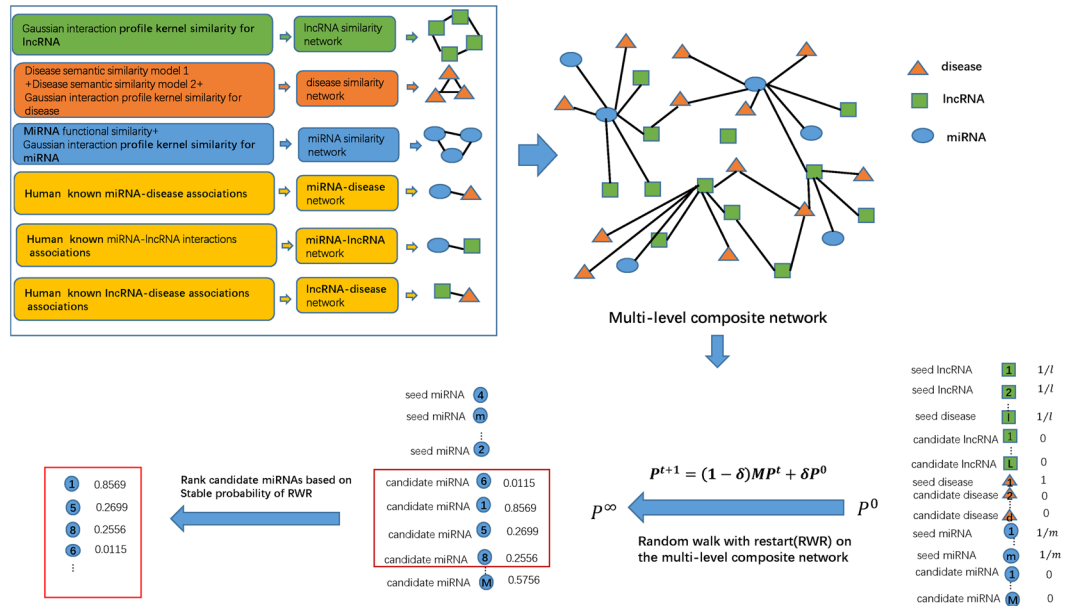 Gaussian interaction profile kernel similarity for
lncRNA
lncRNA similarity
network
Disease semantic similarity model 1
+Disease semantic similarity model 2+
Gaussian interaction profile kernel similarity for
disease
disease similarity
network
MiRNA functional similarity+
Gaussian interaction profile kernel similarity for
miRNA
miRNA similarity
network
Human known miRNA-disease associations
miRNA-disease
network
Human known miRNA-lncRNA interactions
associations
miRNA-lncRNA
network
Human known lncRNA-disease associations
associations
lncRNA-disease
network
disease
lncRNA
miRNA
Multi-level composite network
seed lncRNA 1 1/l
seed lncRNA 2 1/l
⋮
seed disease l 1/l
candidate lncRNA 1 0
⋮
candidate lncRNA L 0
seed disease 1 1
candidate disease 2 0
⋮
candidate disease d 0
seed miRNA 1 1/m
⋮
seed miRNA m 1/m
candidate miRNA 1 0
⋮
candidate miRNA M 0
P⁰
P^{t+1} = (1 − δ)MP^t + δP^0
Random walk with restart(RWR) on
the multi-level composite network
P^∞
seed miRNA 4
seed miRNA m
⋮
seed miRNA 2
candidate miRNA 6 0.0115
candidate miRNA 1 0.8569
candidate miRNA 5 0.2699
candidate miRNA 8 0.2556
⋮
candidate miRNA M 0.5756
Rank candidate miRNAs based on
Stable probability of RWR
1 0.8569
5 0.2699
8 0.2556
6 0.0115
⋮